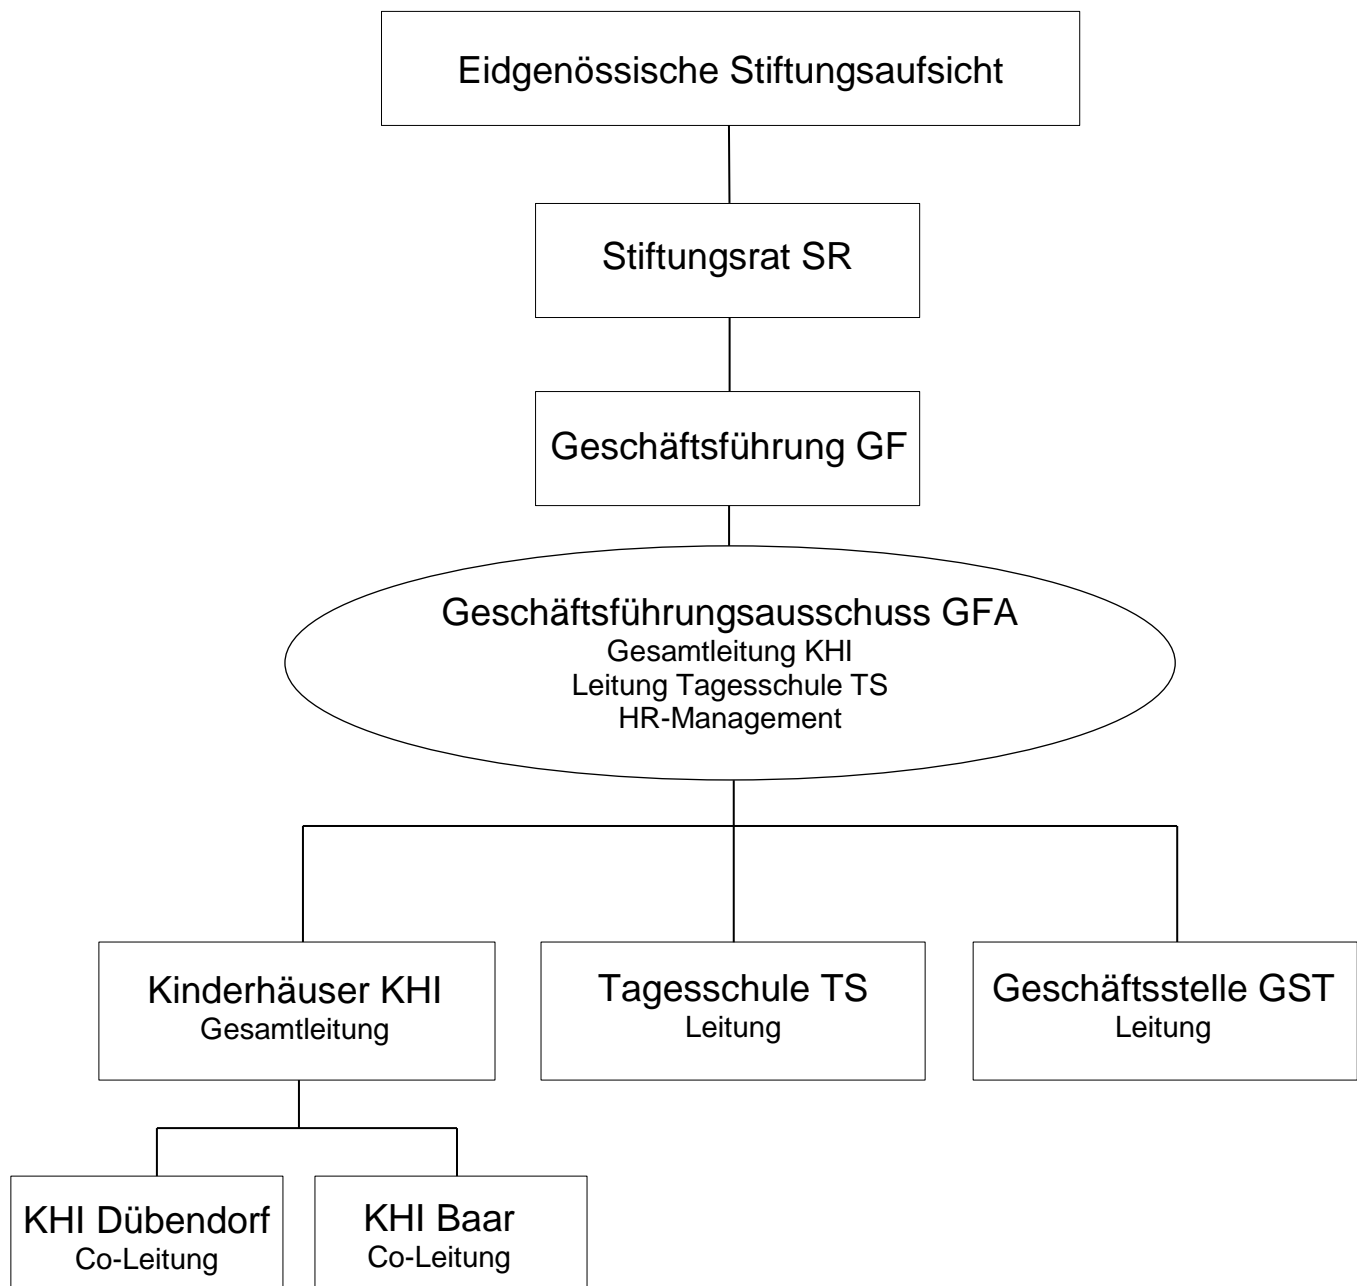 Eidgenössische Stiftungsaufsicht
Stiftungsrat SR
Geschäftsführung GF
Geschäftsführungsausschuss GFA
Gesamtleitung KHI
Leitung Tagesschule TS
HR-Management
Kinderhäuser KHI
Gesamtleitung
Tagesschule TS
Leitung
Geschäftsstelle GST
Leitung
KHI Dübendorf
Co-Leitung
KHI Baar
Co-Leitung